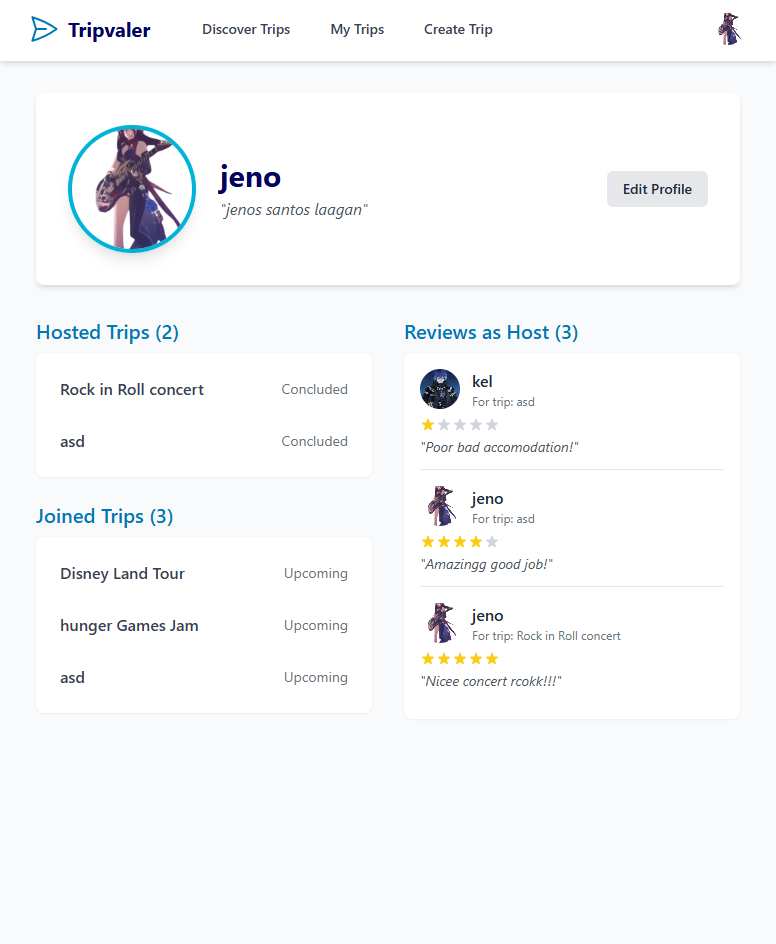 Tripvaler
Discover Trips
My Trips
Create Trip
jeno
"jenos santos laagan"
Edit Profile
Hosted Trips (2)
Rock in Roll concert
Concluded
asd
Concluded
Joined Trips (3)
Disney Land Tour
Upcoming
hunger Games Jam
Upcoming
asd
Upcoming
Reviews as Host (3)
kel
For trip: asd
"Poor bad accomodation!"
jeno
For trip: asd
"Amazingg good job!"
jeno
For trip: Rock in Roll concert
"Nicee concert rcokk!!!"